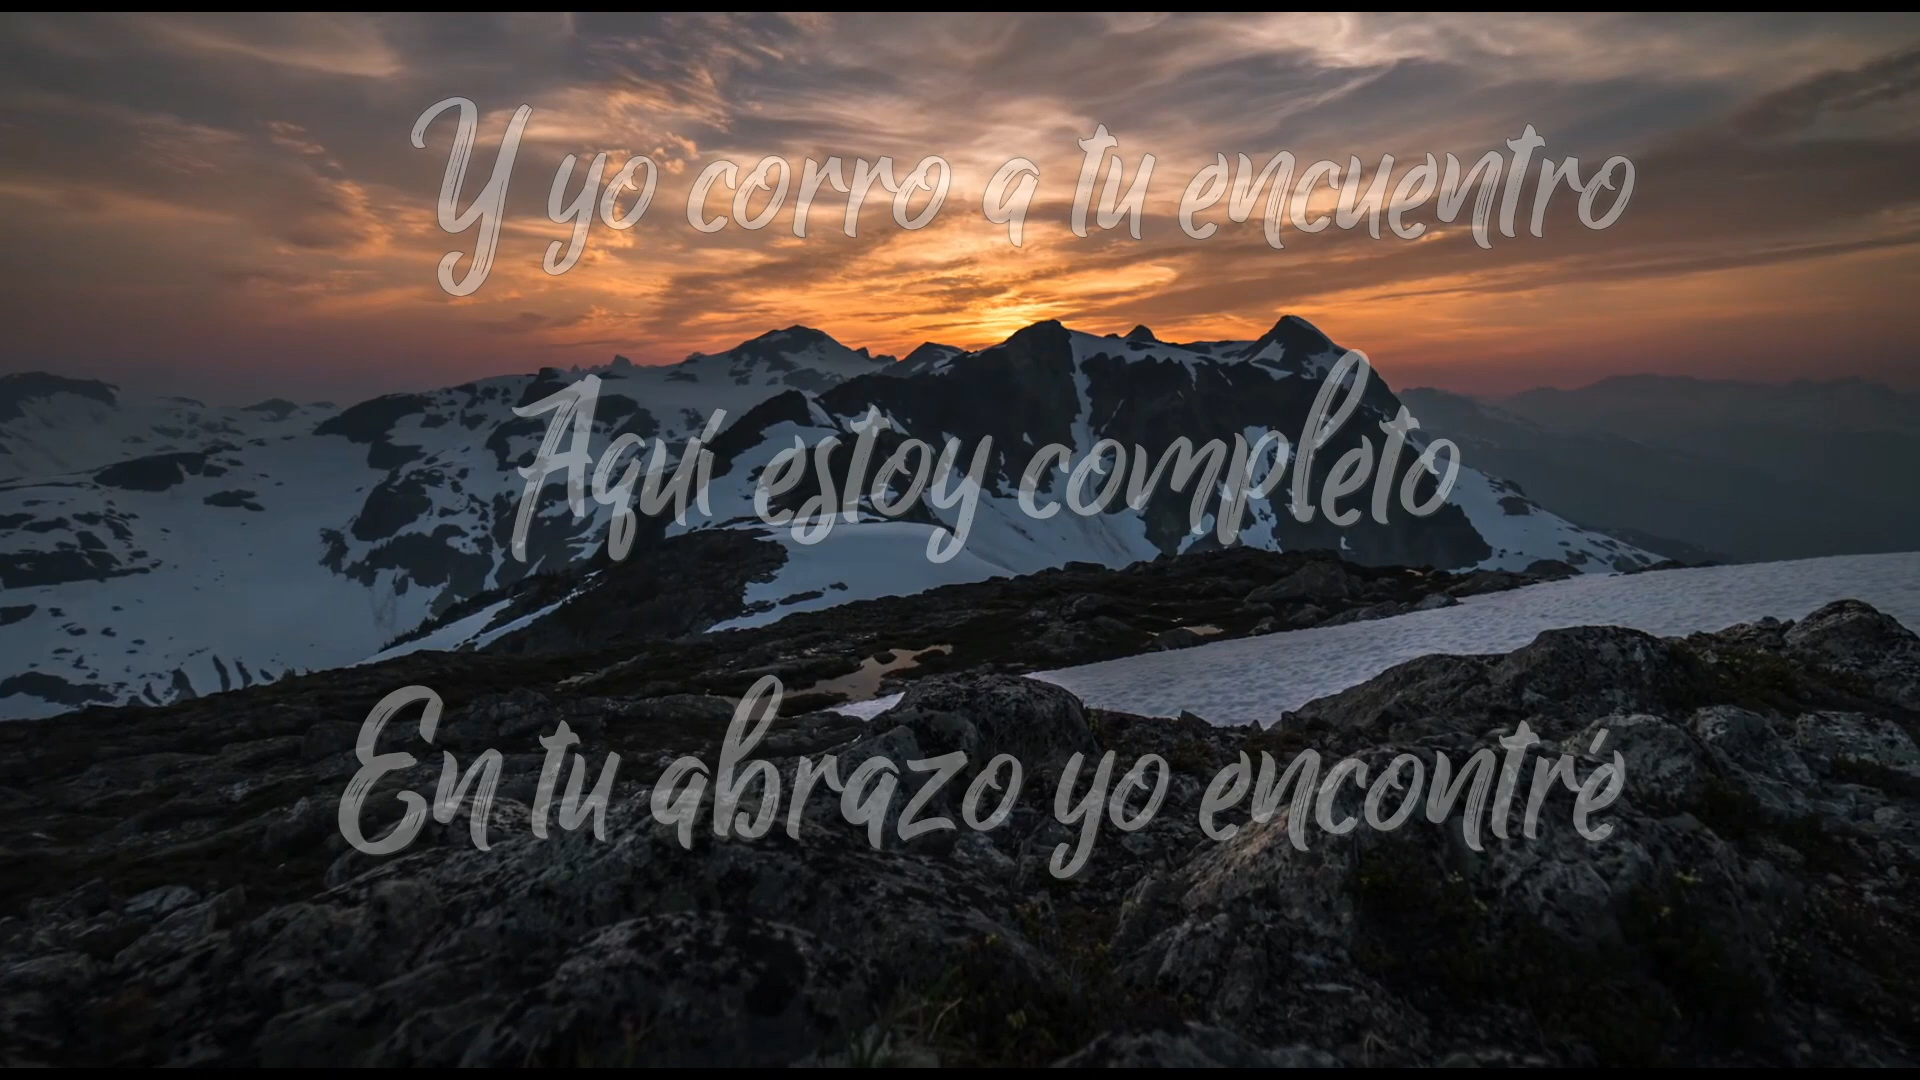 Y yo corro a tu encuentro
Aquí estoy completo
En tu abrazo yo encontré